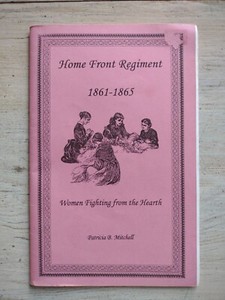 Home Front Regiment
1861-1865
Women Fighting from the Hearth
Patricia B. Mitchell